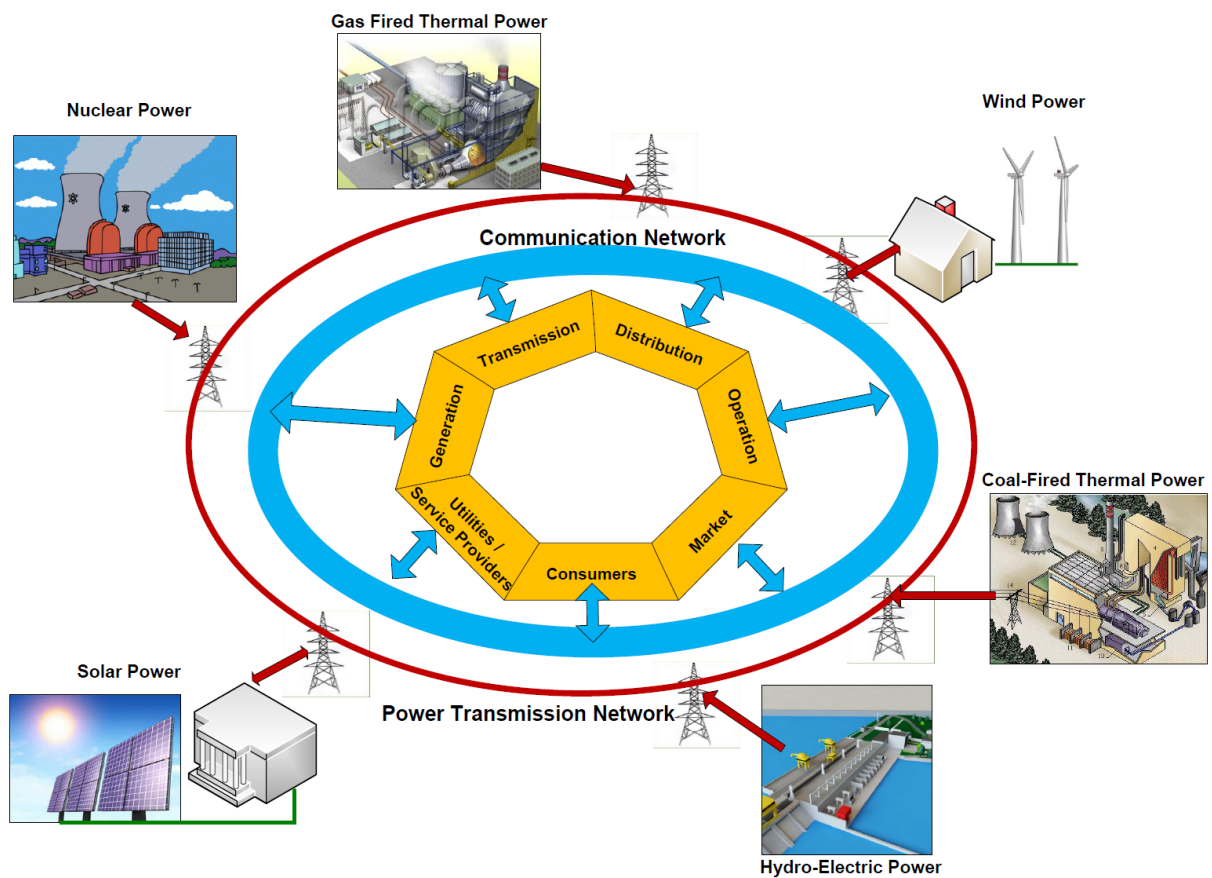 Gas Fired Thermal Power
Nuclear Power
Wind Power
Communication Network
Transmission
Distribution
Generation
Operation
Utilities /
Service Providers
Market
Consumers
Coal-Fired Thermal Power
Solar Power
Power Transmission Network
Hydro-Electric Power